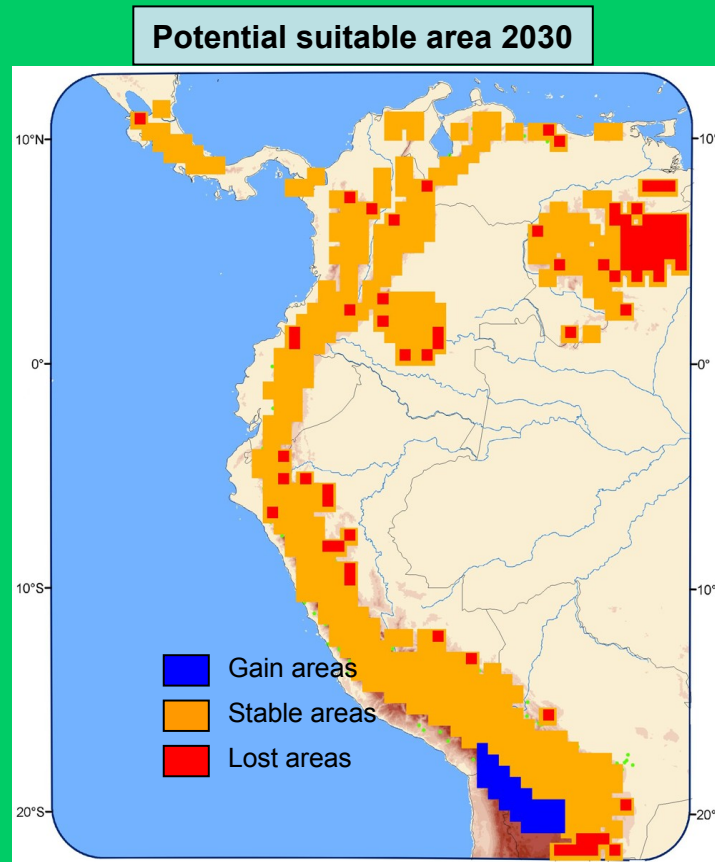 Potential suitable area 2030
10°N
10°
0°
0°
10°S
10°S
Gain areas
Stable areas
Lost areas
20°S
20°S